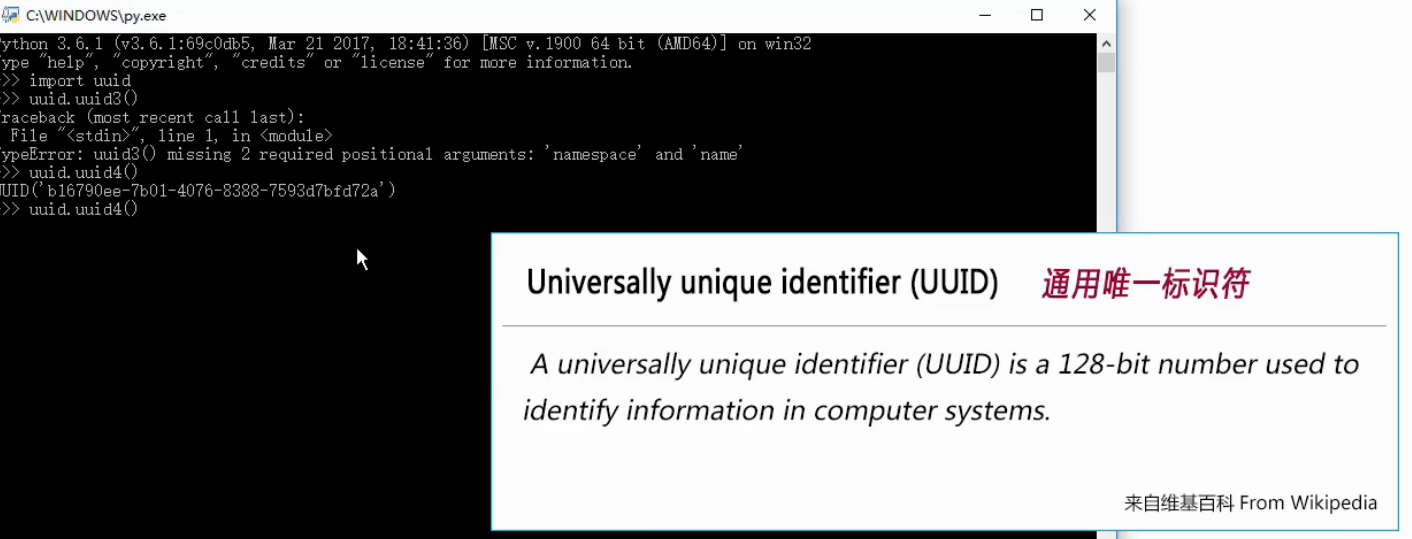 C:\WINDOWS\py.exe
ython 3.6.1 (v3.6.1:69c0db5, Mar 21 2017, 18:41:36) [MSC v.1900 64 bit (AMD64)] on win32
ype "help", "copyright", "credits" or "license" for more information.
>> import uuid
>> uuid.uuid3()
raceback (most recent call last):
File "<stdin>", line 1, in <module>
ypeError: uuid3() missing 2 required positional arguments: 'namespace' and 'name'
>> uuid.uuid4()
UUID('b16790ee-7b01-4076-8388-7593d7bfd72a')
>> uuid.uuid4()
Universally unique identifier (UUID) 通用唯一标识符
A universally unique identifier (UUID) is a 128-bit number used to
identify information in computer systems.
来自维基百科 From Wikipedia